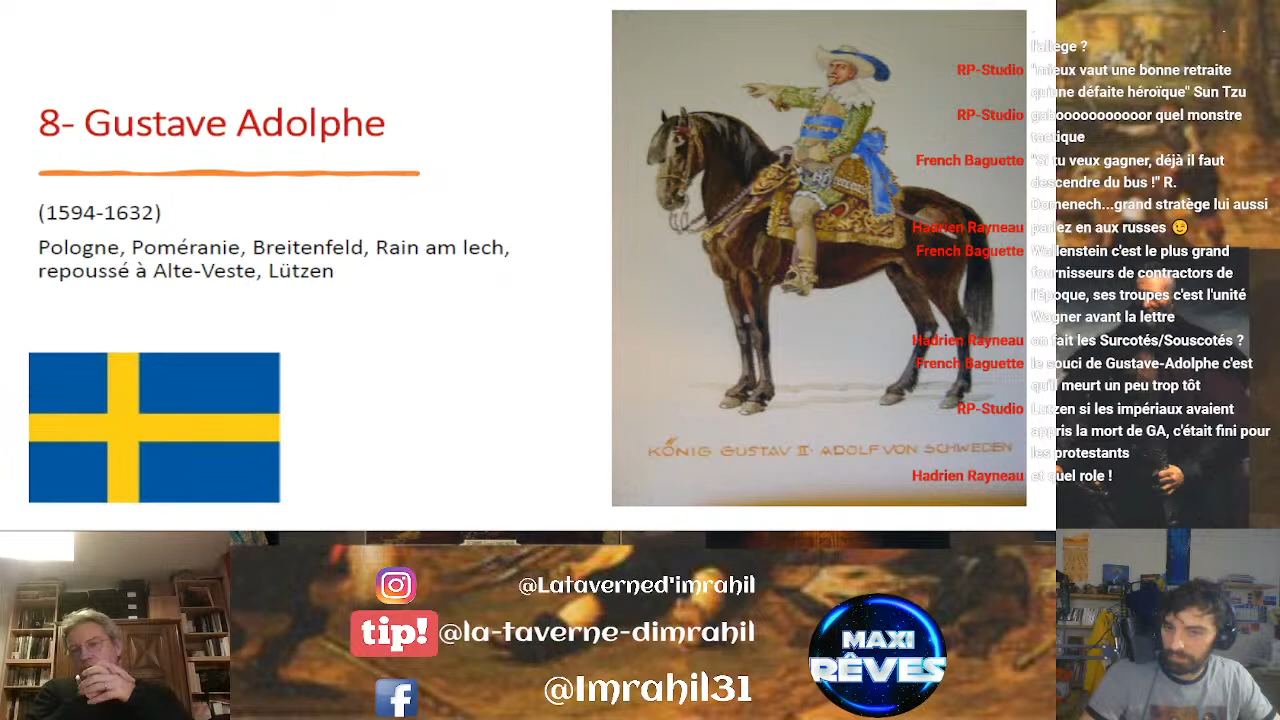 8- Gustave Adolphe
(1594-1632)
Pologne, Poméranie, Breitenfeld, Rain am lech,
repoussé à Alte-Veste, Lützen
KÖNIG GUSTAV II· ADOLF VON SCHWEDEN
l'allege ?
RP-Studio "mieux vaut une bonne retraite
qu'une défaite héroïque" Sun Tzu
RP-Studio gabooooooooooor quel monstre
tactique
French Baguette "Si tu veux gagner, déjà il faut
descendre du bus !" R.
Domenech...grand stratège lui aussi
Hadrien Rayneau parlez en aux russes 😉
French Baguette Wallenstein c'est le plus grand
fournisseurs de contractors de
l'époque, ses troupes c'est l'unité
Wagner avant la lettre
Hadrien Rayneau on fait les Surcotés/Souscotés ?
French Baguette le souci de Gustave-Adolphe c'est
qu'il meurt un peu trop tôt
RP-Studio Lutzen si les impériaux avaient
appris la mort de GA, c'était fini pour
les protestants
Hadrien Rayneau et quel role !
@Lataverned'imrahil
tip! @la-taverne-dimrahil
@Imrahil31
MAXI
RÊVES